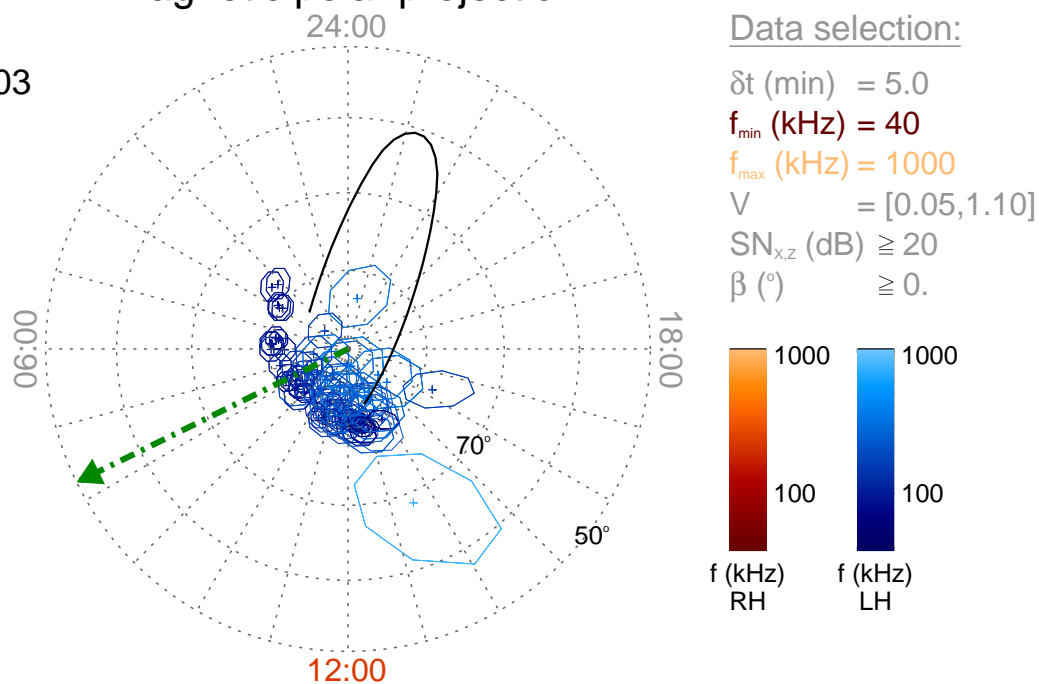 24:00
03
06:00
18:00
12:00
70°
50°
Data selection:
δt (min) = 5.0
fmin (kHz) = 40
fmax (kHz) = 1000
V = [0.05,1.10]
SNx,z (dB) ≧ 20
β (°) ≧ 0.
1000
1000
100
100
f (kHz)
RH
f (kHz)
LH